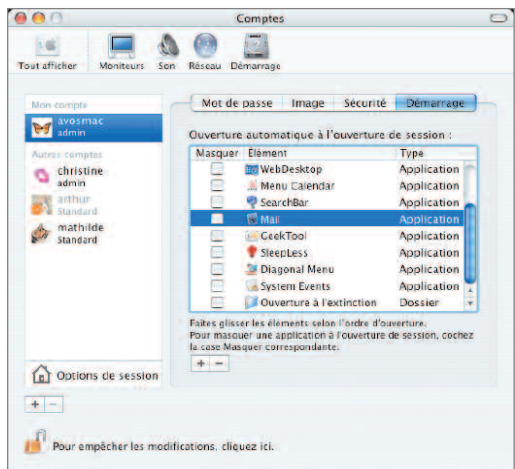 Comptes
Tout afficher Moniteurs Son Réseau Démarrage
Mon compte
avosmac
admin
Autres comptes
christine
admin
arthur
Standard
mathilde
Standard
Options de session
Mot de passe Image Sécurité Démarrage
Ouverture automatique à l'ouverture de session :
Masquer Elément Type
WebDesktop Application
Menu Calendar Application
SearchBar Application
Mail Application
GeekTool Application
SleepLess Application
Diagonal Menu Application
System Events Application
Ouverture à l'extinction Dossier
Faites glisser les éléments selon l'ordre d'ouverture.
Pour masquer une application à l'ouverture de session, cochez
la case Masquer correspondante.
+ −
+ −
Pour empêcher les modifications, cliquez ici.